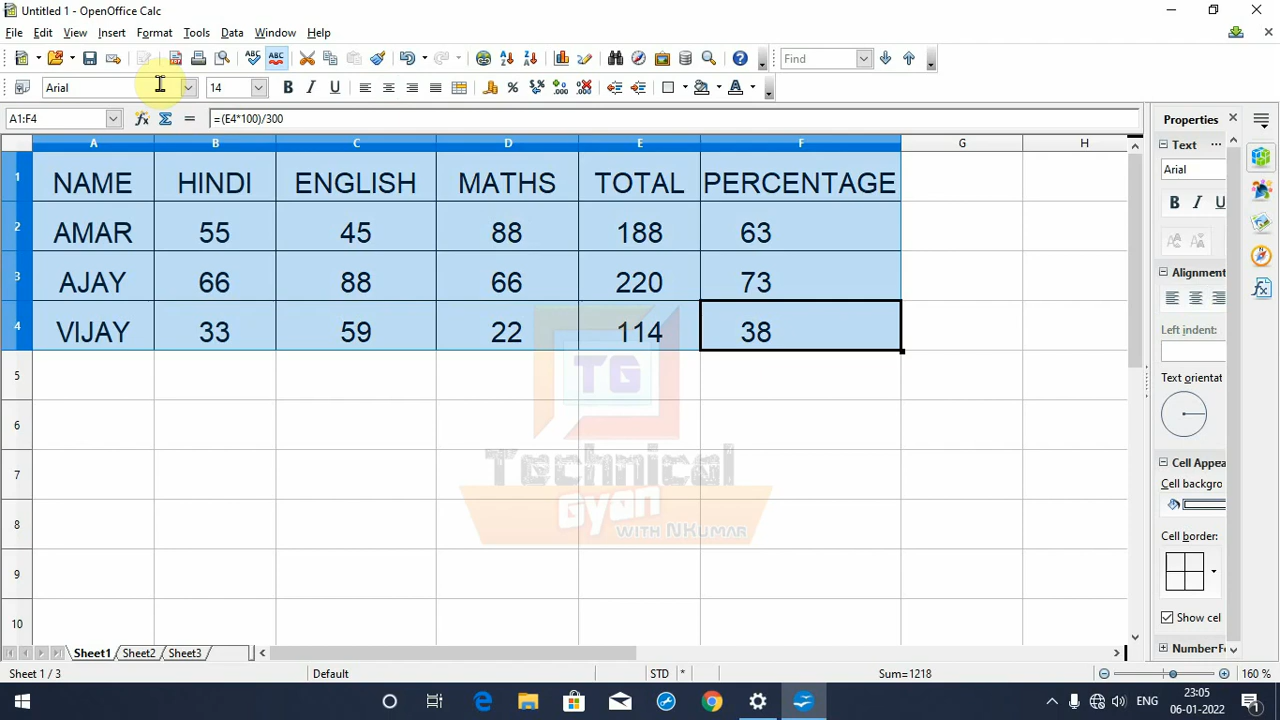 Untitled 1 - OpenOffice Calc
File Edit View Insert Format Tools Data Window Help
Find
Arial 14
A1:F4 =(E4*100)/300
A B C D E F G H
1 NAME HINDI ENGLISH MATHS TOTAL PERCENTAGE
2 AMAR 55 45 88 188 63
3 AJAY 66 88 66 220 73
4 VIJAY 33 59 22 114 38
5
6
7
8
9
10
TG
Technical
Gyan
WITH NKUMAR
Properties
Text
Arial
B I
Alignment
Left indent:
Text orientat
Cell Appea
Cell backgro
Cell border:
Show cel
NumberFo
Sheet1 Sheet2 Sheet3
Sheet 1 / 3 Default STD * Sum=1218 160 %
ENG 23:05
06-01-2022
1